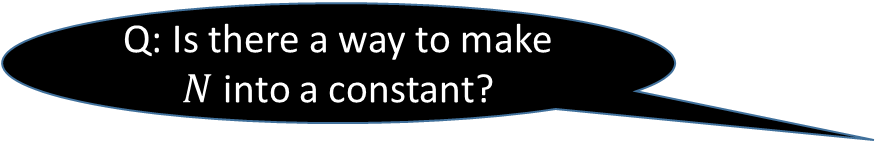 Q: Is there a way to make
N into a constant?